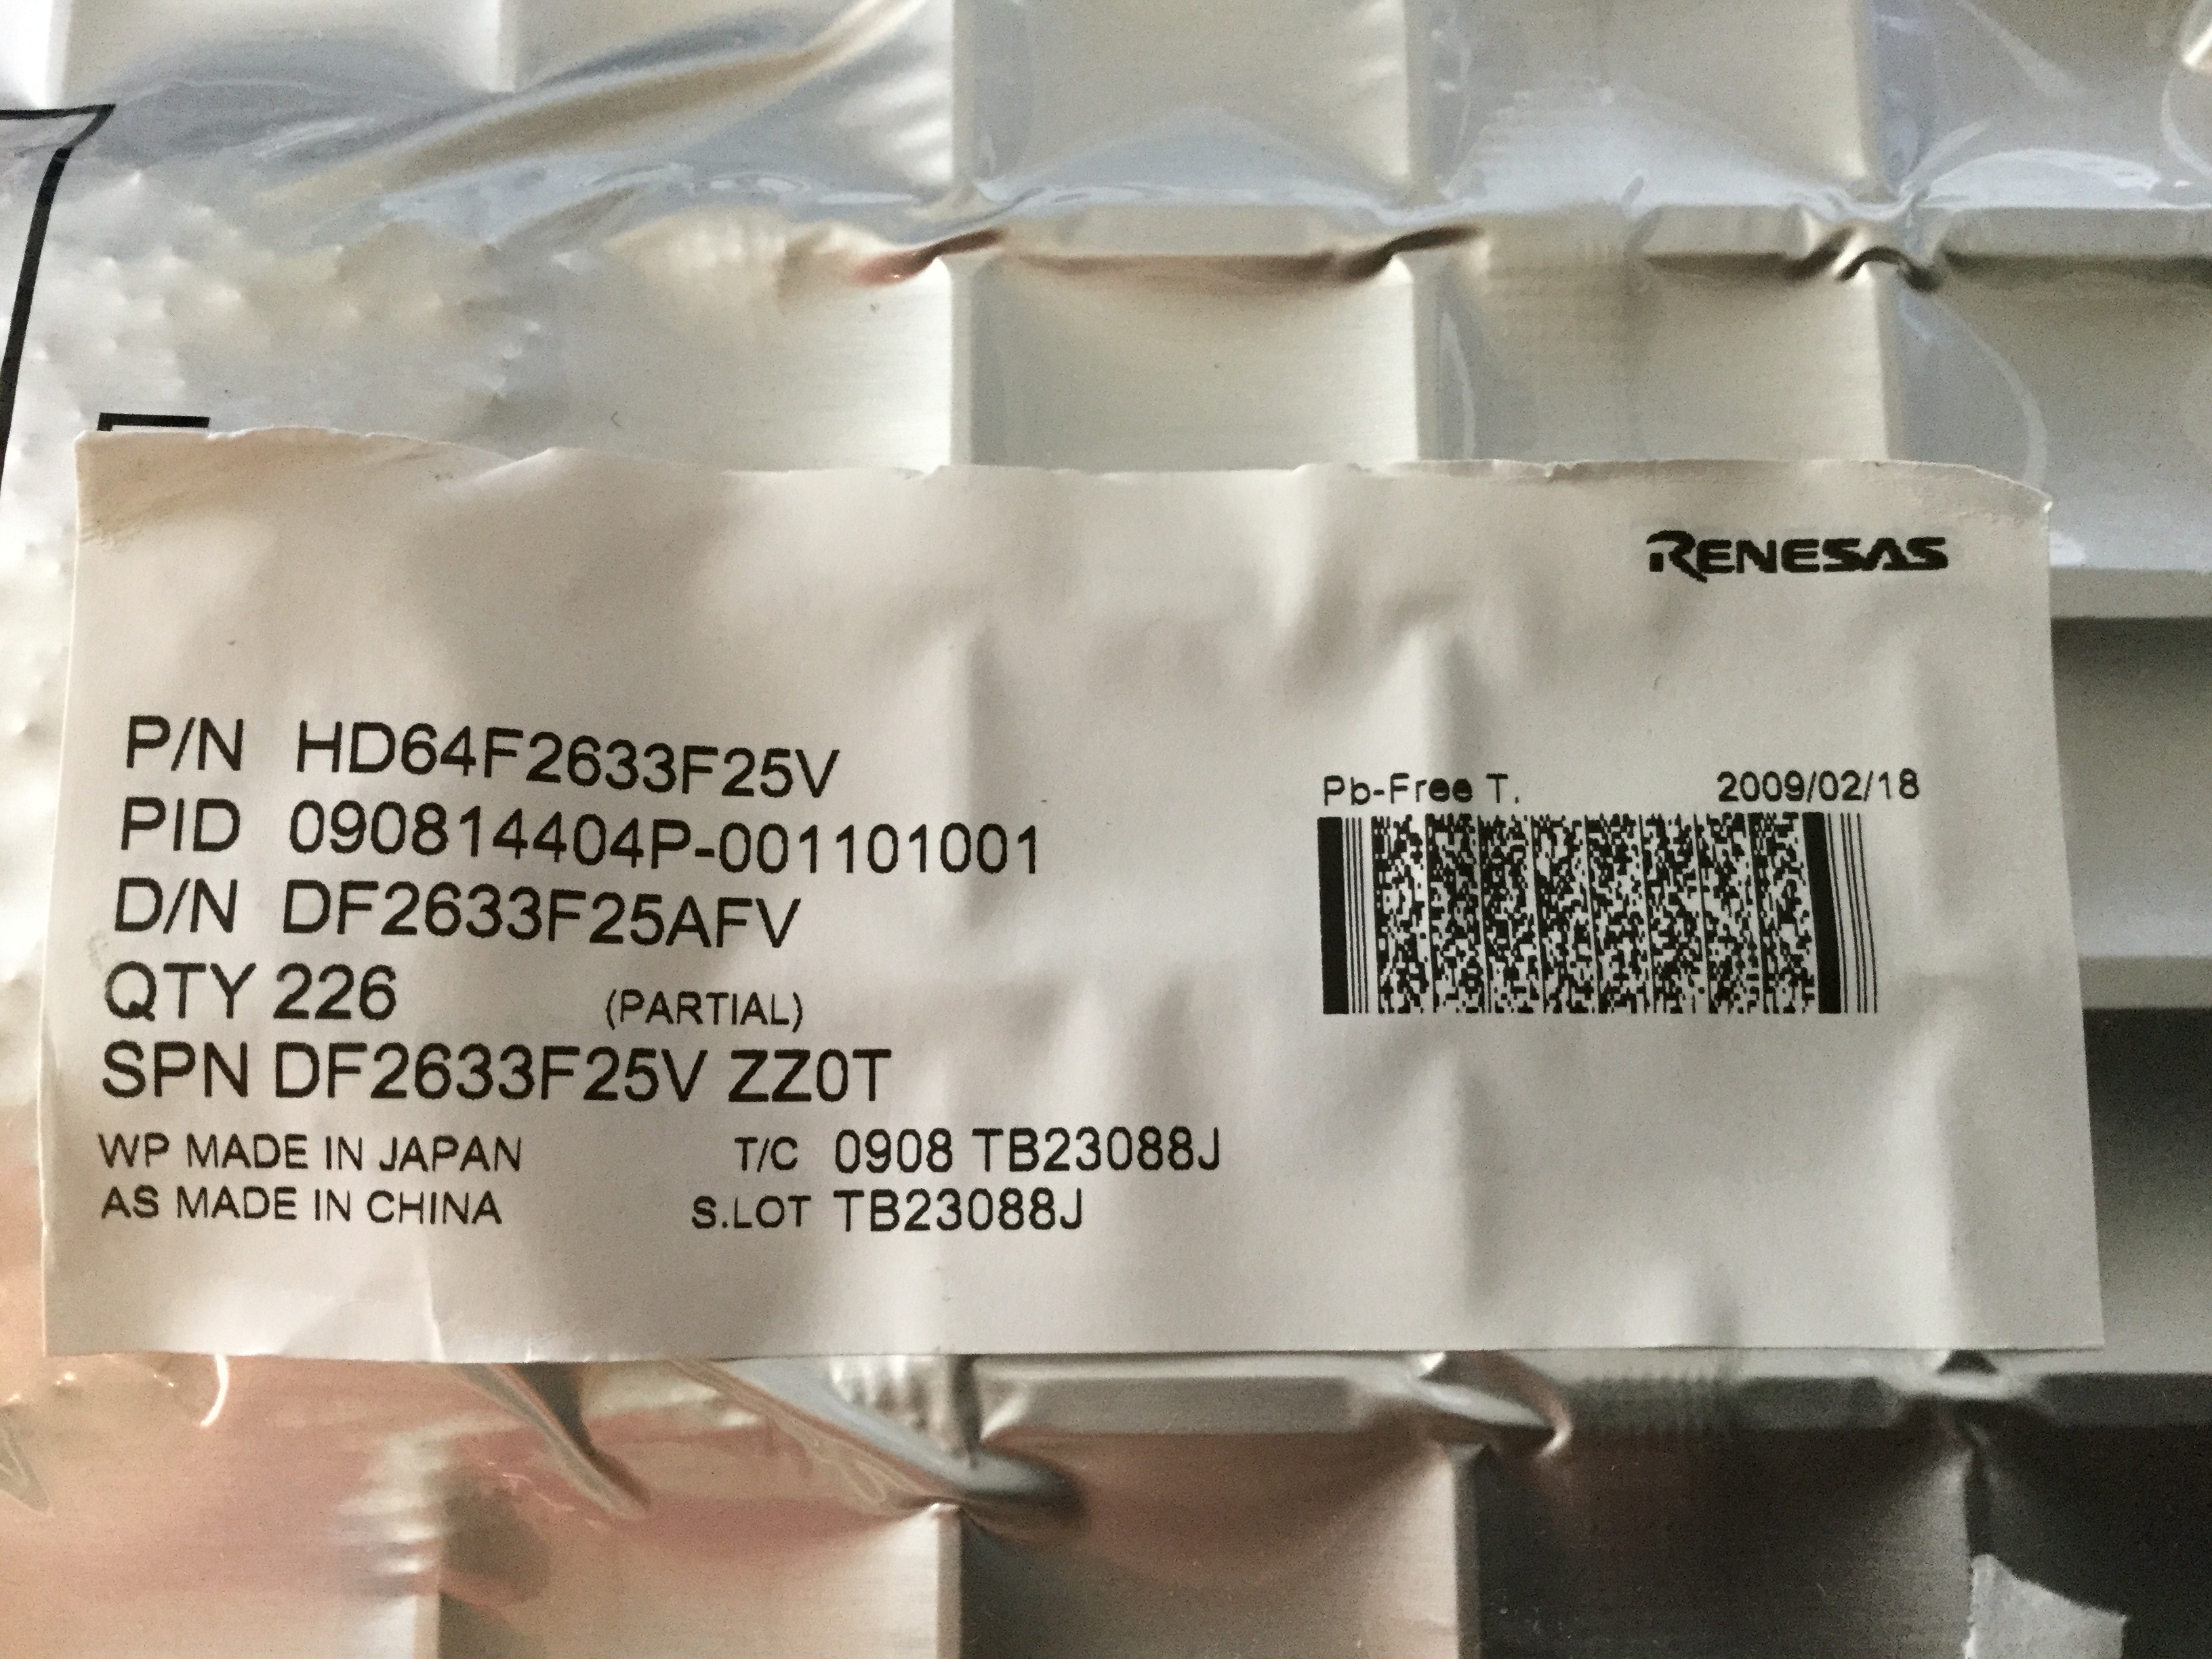 RENESAS
P/N HD64F2633F25V
PID 090814404P-001101001
D/N DF2633F25AFV
QTY 226 (PARTIAL)
SPN DF2633F25V ZZ0T
WP MADE IN JAPAN T/C 0908 TB23088J
AS MADE IN CHINA S.LOT TB23088J
Pb-Free T. 2009/02/18